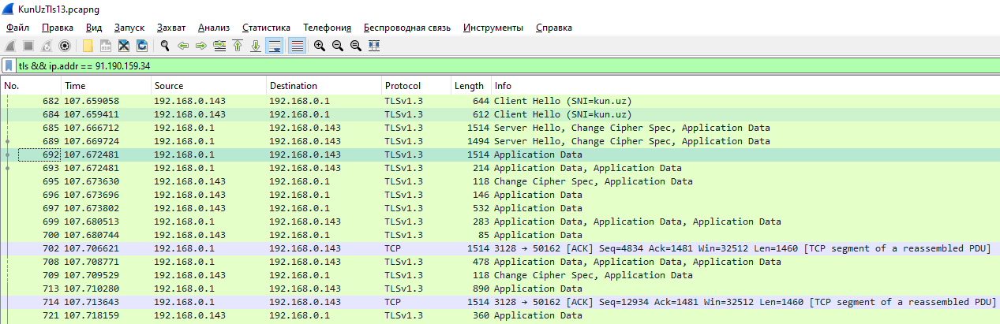 KunUzTls13.pcapng
Файл Правка Вид Запуск Захват Анализ Статистика Телефония Беспроводная связь Инструменты Справка
tls && ip.addr == 91.190.159.34
No. Time Source Destination Protocol Length Info
682 107.659058 192.168.0.143 192.168.0.1 TLSv1.3 644 Client Hello (SNI=kun.uz)
684 107.659411 192.168.0.143 192.168.0.1 TLSv1.3 612 Client Hello (SNI=kun.uz)
685 107.666712 192.168.0.1 192.168.0.143 TLSv1.3 1514 Server Hello, Change Cipher Spec, Application Data
689 107.669724 192.168.0.1 192.168.0.143 TLSv1.3 1494 Server Hello, Change Cipher Spec, Application Data
692 107.672481 192.168.0.1 192.168.0.143 TLSv1.3 1514 Application Data
693 107.672481 192.168.0.1 192.168.0.143 TLSv1.3 214 Application Data, Application Data
695 107.673630 192.168.0.143 192.168.0.1 TLSv1.3 118 Change Cipher Spec, Application Data
696 107.673696 192.168.0.143 192.168.0.1 TLSv1.3 146 Application Data
697 107.673802 192.168.0.143 192.168.0.1 TLSv1.3 532 Application Data
699 107.680513 192.168.0.1 192.168.0.143 TLSv1.3 283 Application Data, Application Data, Application Data
700 107.680744 192.168.0.143 192.168.0.1 TLSv1.3 85 Application Data
702 107.706621 192.168.0.1 192.168.0.143 TCP 1514 3128 → 50162 [ACK] Seq=4834 Ack=1481 Win=32512 Len=1460 [TCP segment of a reassembled PDU]
708 107.708771 192.168.0.1 192.168.0.143 TLSv1.3 478 Application Data, Application Data, Application Data
709 107.709529 192.168.0.143 192.168.0.1 TLSv1.3 118 Change Cipher Spec, Application Data
713 107.710280 192.168.0.1 192.168.0.143 TLSv1.3 890 Application Data
714 107.713643 192.168.0.1 192.168.0.143 TCP 1514 3128 → 50162 [ACK] Seq=12934 Ack=1481 Win=32512 Len=1460 [TCP segment of a reassembled PDU]
721 107.718159 192.168.0.143 192.168.0.1 TLSv1.3 360 Application Data